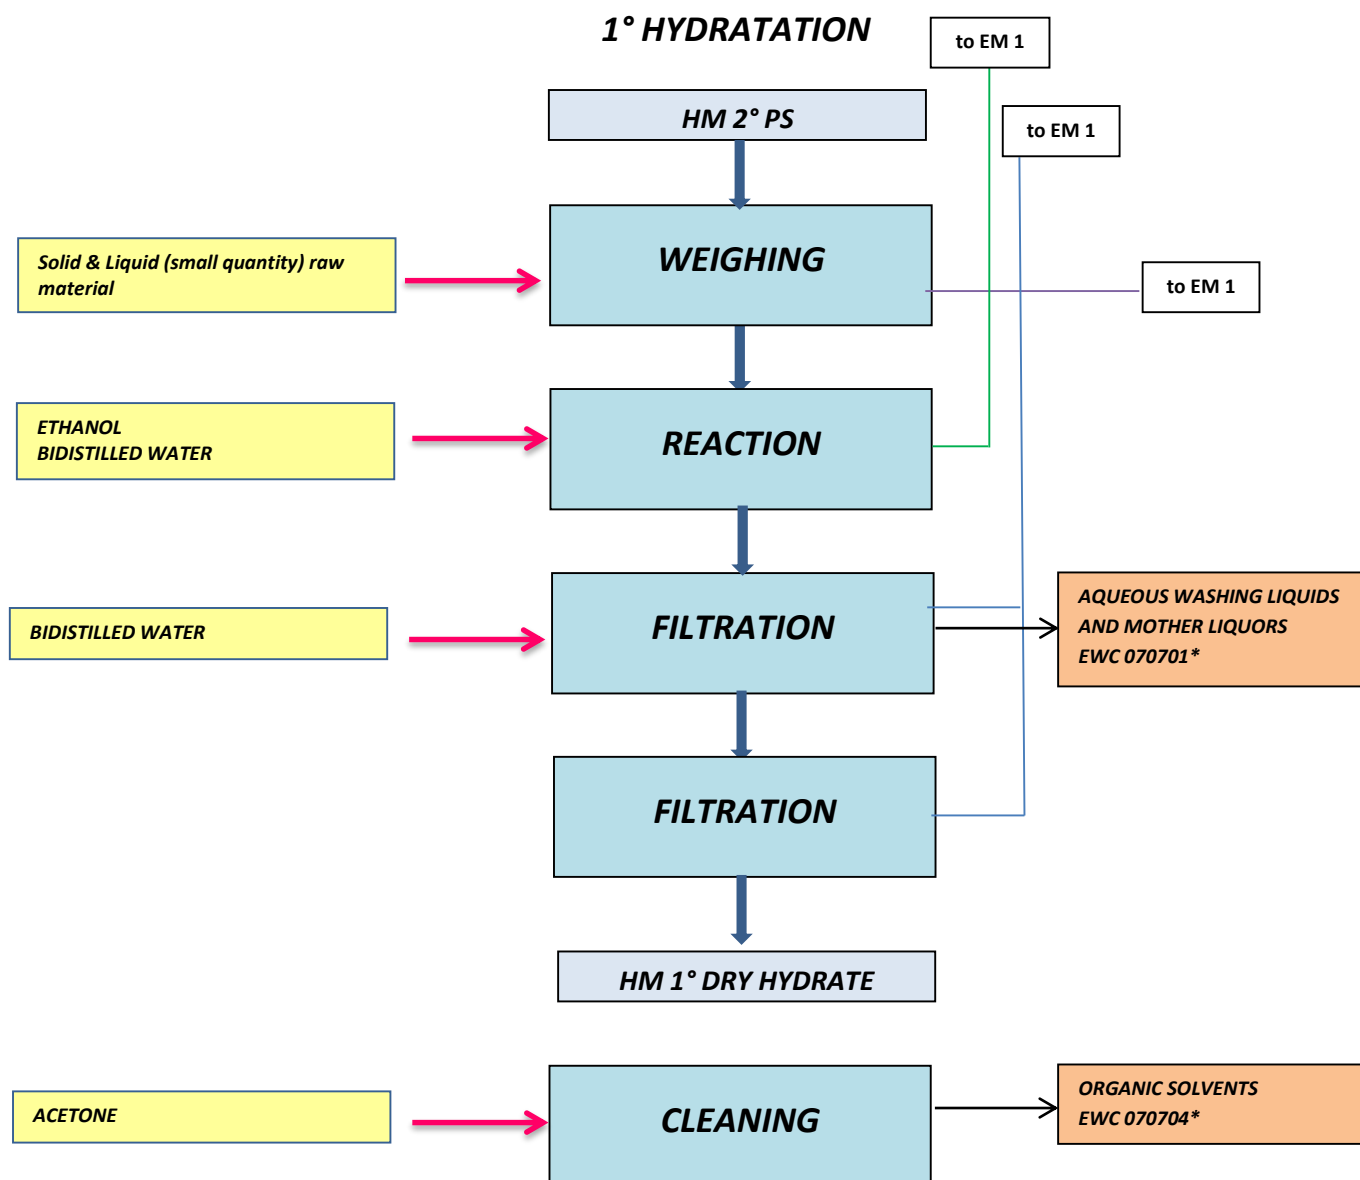 1° HYDRATATION
to EM 1
HM 2° PS
to EM 1
WEIGHING
Solid & Liquid (small quantity) raw
material
to EM 1
ETHANOL
BIDISTILLED WATER
REACTION
BIDISTILLED WATER
FILTRATION
AQUEOUS WASHING LIQUIDS
AND MOTHER LIQUORS
EWC 070701*
FILTRATION
HM 1° DRY HYDRATE
ACETONE
CLEANING
ORGANIC SOLVENTS
EWC 070704*